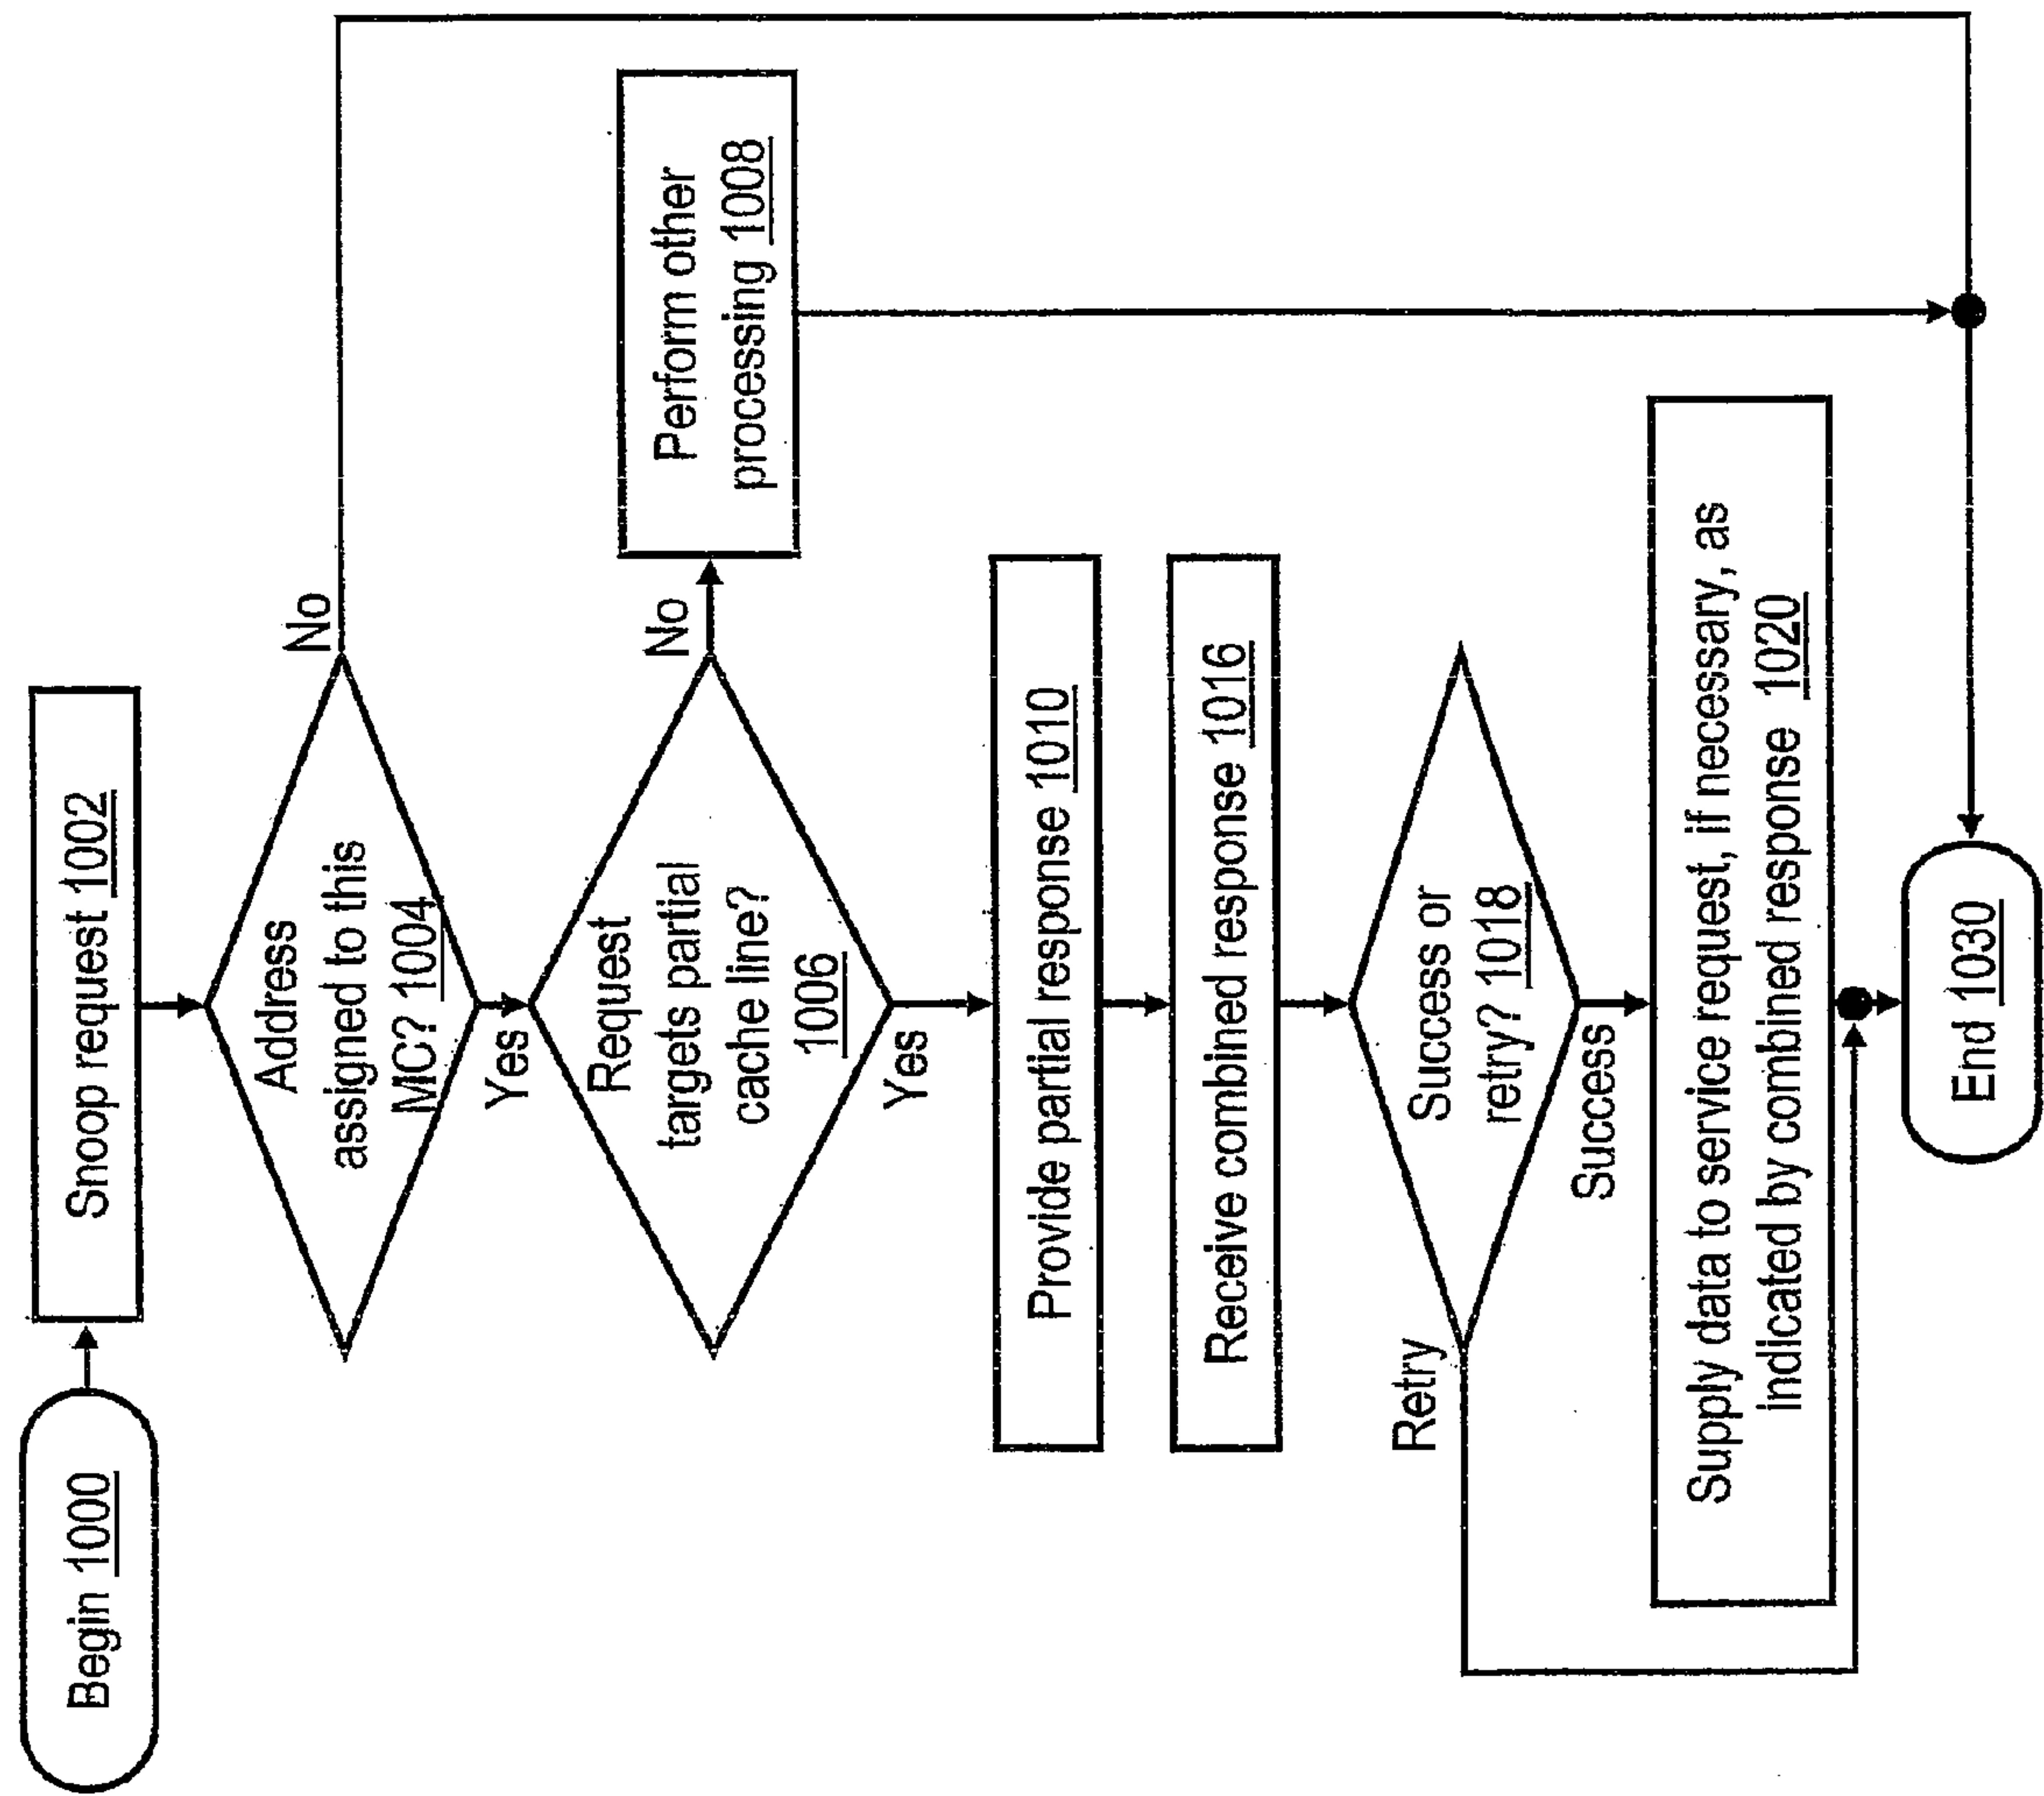 Begin 1000
Snoop request 1002
Address
assigned to this
MC? 1004
No
Yes
Request
targets partial
cache line?
1006
No
Perform other
processing 1008
Yes
Provide partial response 1010
Receive combined response 1016
Success or
retry? 1018
Retry
Success
Supply data to service request, if necessary, as
indicated by combined response 1020
End 1030